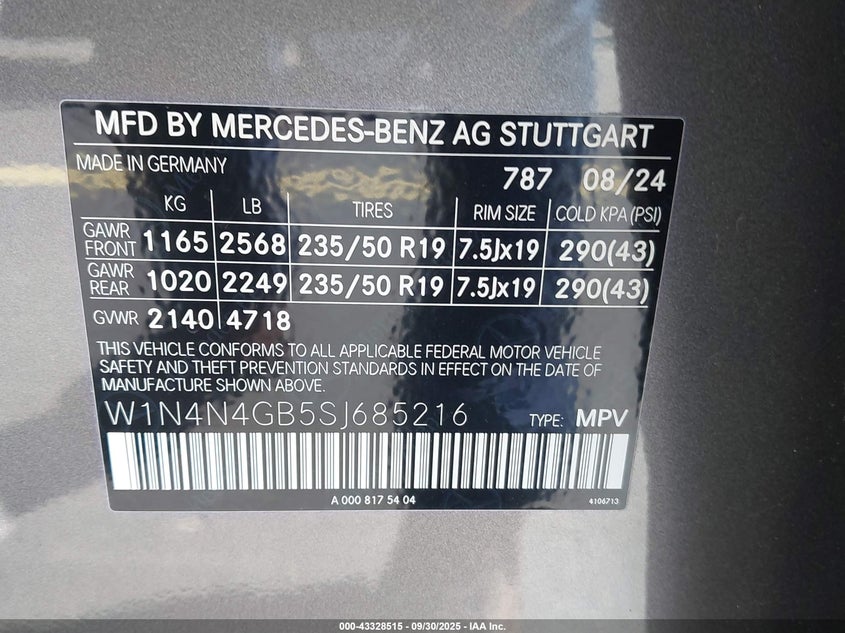 MFD BY MERCEDES-BENZ AG STUTTGART
MADE IN GERMANY
787 08/24
KG LB TIRES RIM SIZE COLD KPA (PSI)
GAWR FRONT 1165 2568 235/50 R19 7.5Jx19 290(43)
GAWR REAR 1020 2249 235/50 R19 7.5Jx19 290(43)
GVWR 2140 4718
THIS VEHICLE CONFORMS TO ALL APPLICABLE FEDERAL MOTOR VEHICLE
SAFETY AND THEFT PREVENTION STANDARDS IN EFFECT ON THE DATE OF
MANUFACTURE SHOWN ABOVE.
W1N4N4GB5SJ685216 TYPE: MPV
A 000 817 54 04 4106713
000-43328515 — 09/30/2025 — IAA Inc.